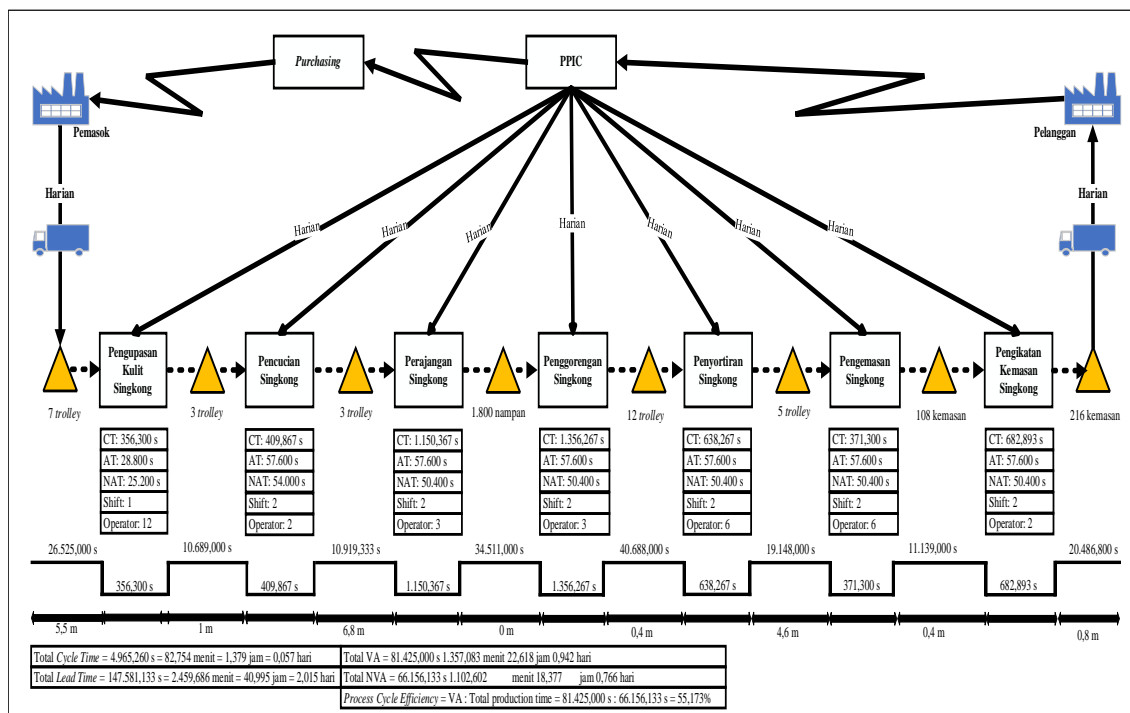 Purchasing
PPIC
Pemasok
Pelanggan
Harian
Harian
Harian
Harian
Harian
Harian
Harian
Harian
Harian
Pengupasan
Kulit
Singkong
Pencucian
Singkong
Perajangan
Singkong
Penggorengan
Singkong
Penyortiran
Singkong
Pengemasan
Singkong
Pengikatan
Kemasan
Singkong
7 trolley
3 trolley
3 trolley
1.800 nampan
12 trolley
5 trolley
108 kemasan
216 kemasan
CT: 356,300 s
AT: 28.800 s
NAT: 25.200 s
Shift: 1
Operator: 12
CT: 409,867 s
AT: 57.600 s
NAT: 54.000 s
Shift: 2
Operator: 2
CT: 1.150,367 s
AT: 57.600 s
NAT: 50.400 s
Shift: 2
Operator: 3
CT: 1.356,267 s
AT: 57.600 s
NAT: 50.400 s
Shift: 2
Operator: 3
CT: 638,267 s
AT: 57.600 s
NAT: 50.400 s
Shift: 2
Operator: 6
CT: 371,300 s
AT: 57.600 s
NAT: 50.400 s
Shift: 2
Operator: 6
CT: 682,893 s
AT: 57.600 s
NAT: 50.400 s
Shift: 2
Operator: 2
26.525,000 s
10.689,000 s
10.919,333 s
34.511,000 s
40.688,000 s
19.148,000 s
11.139,000 s
20.486,800 s
356,300 s
409,867 s
1.150,367 s
1.356,267 s
638,267 s
371,300 s
682,893 s
5,5 m
1 m
6,8 m
0 m
0,4 m
4,6 m
0,4 m
0,8 m
Total Cycle Time = 4.965,260 s = 82,754 menit = 1,379 jam = 0,057 hari
Total Lead Time = 147.581,133 s = 2.459,686 menit = 40,995 jam = 2,015 hari
Total VA = 81.425,000 s 1.357,083 menit 22,618 jam 0,942 hari
Total NVA = 66.156,133 s 1.102,602 menit 18,377 jam 0,766 hari
Process Cycle Efficiency = VA : Total production time = 81.425,000 s : 66.156,133 s = 55,173%